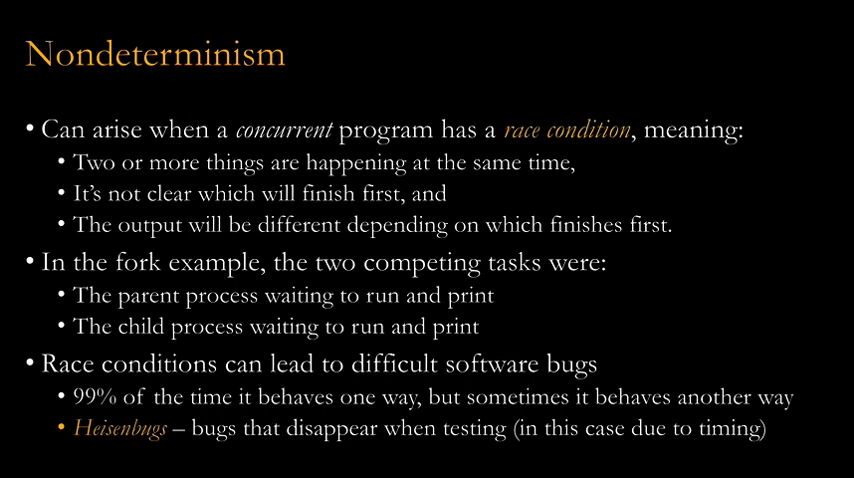 Nondeterminism
• Can arise when a concurrent program has a race condition, meaning:
• Two or more things are happening at the same time,
• It's not clear which will finish first, and
• The output will be different depending on which finishes first.
• In the fork example, the two competing tasks were:
• The parent process waiting to run and print
• The child process waiting to run and print
• Race conditions can lead to difficult software bugs
• 99% of the time it behaves one way, but sometimes it behaves another way
• Heisenbugs – bugs that disappear when testing (in this case due to timing)